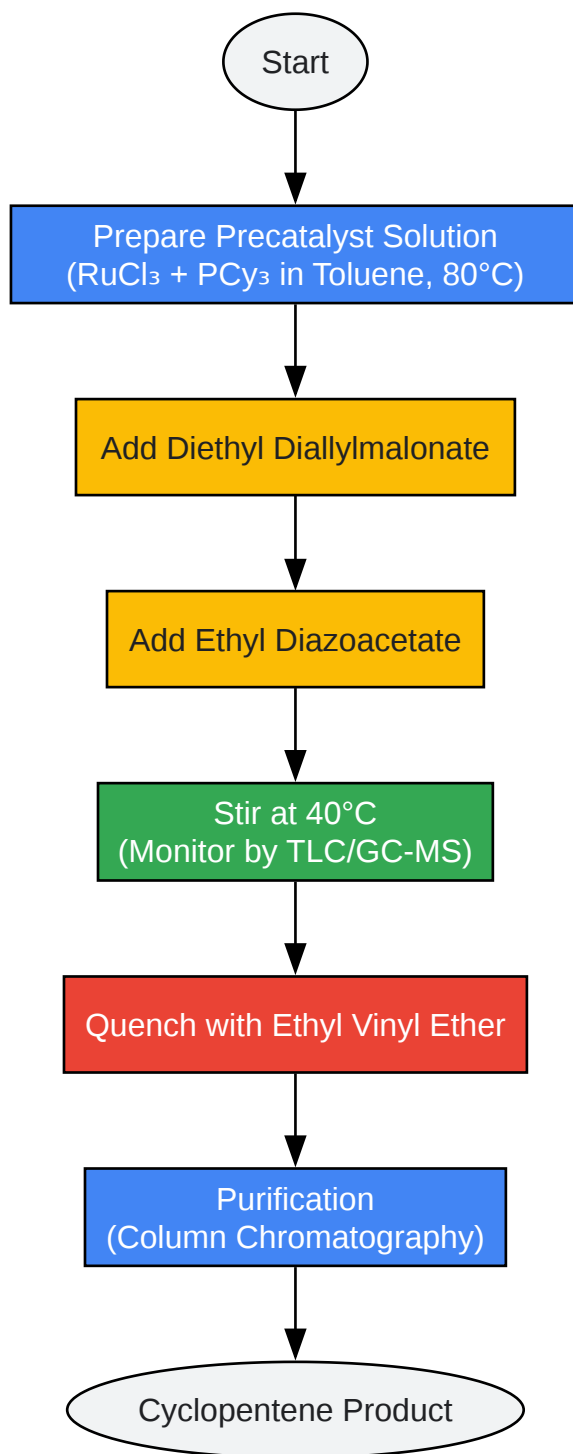 Start
Prepare Precatalyst Solution
(RuCl₃ + PCy₃ in Toluene, 80°C)
Add Diethyl Diallylmalonate
Add Ethyl Diazoacetate
Stir at 40°C
(Monitor by TLC/GC-MS)
Quench with Ethyl Vinyl Ether
Purification
(Column Chromatography)
Cyclopentene Product